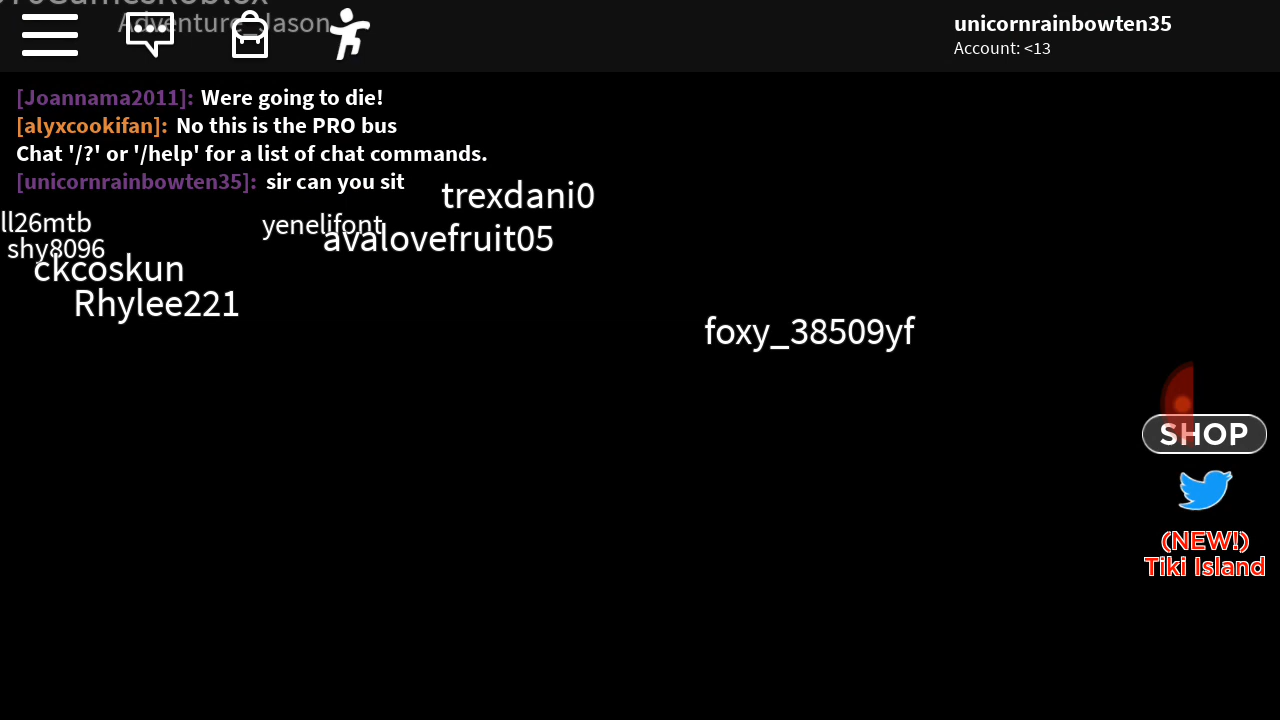 Adventure_Jason
unicornrainbowten35
Account: <13
[Joannama2011]: Were going to die!
[alyxcookifan]: No this is the PRO bus
Chat '/?' or '/help' for a list of chat commands.
[unicornrainbowten35]: sir can you sit
trexdani0
ll26mtb
yenelifont
avalovefruit05
shy8096
ckcoskun
Rhylee221
foxy_38509yf
SHOP
(NEW!)
Tiki Island